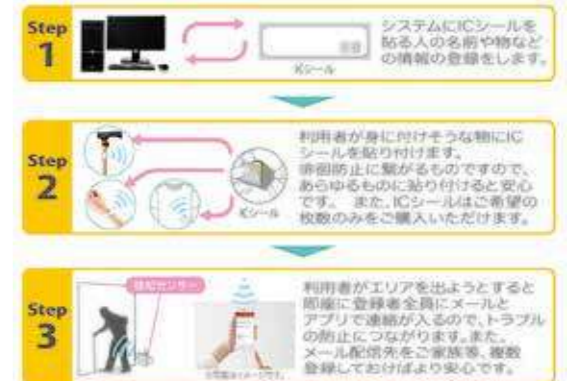 Step
1
システムにICシールを
貼る人の名前や物など
の情報の登録をします。
ICシール
Step
2
利用者が身に付けそうな物にIC
シールを貼り付けます。
徘徊防止に繋がるものですので、
あらゆるものに貼り付けると安心
です。また、ICシールはご希望の
枚数のみをご購入いただけます。
ICシール
Step
3
検知センサー
利用者がエリアを出ようとすると
即座に登録者全員にメールと
アプリで連絡が入るので、トラブル
の防止につながります。また、
メール配信先をご家族等、複数
登録しておけばより安心です。
※写真はイメージです。